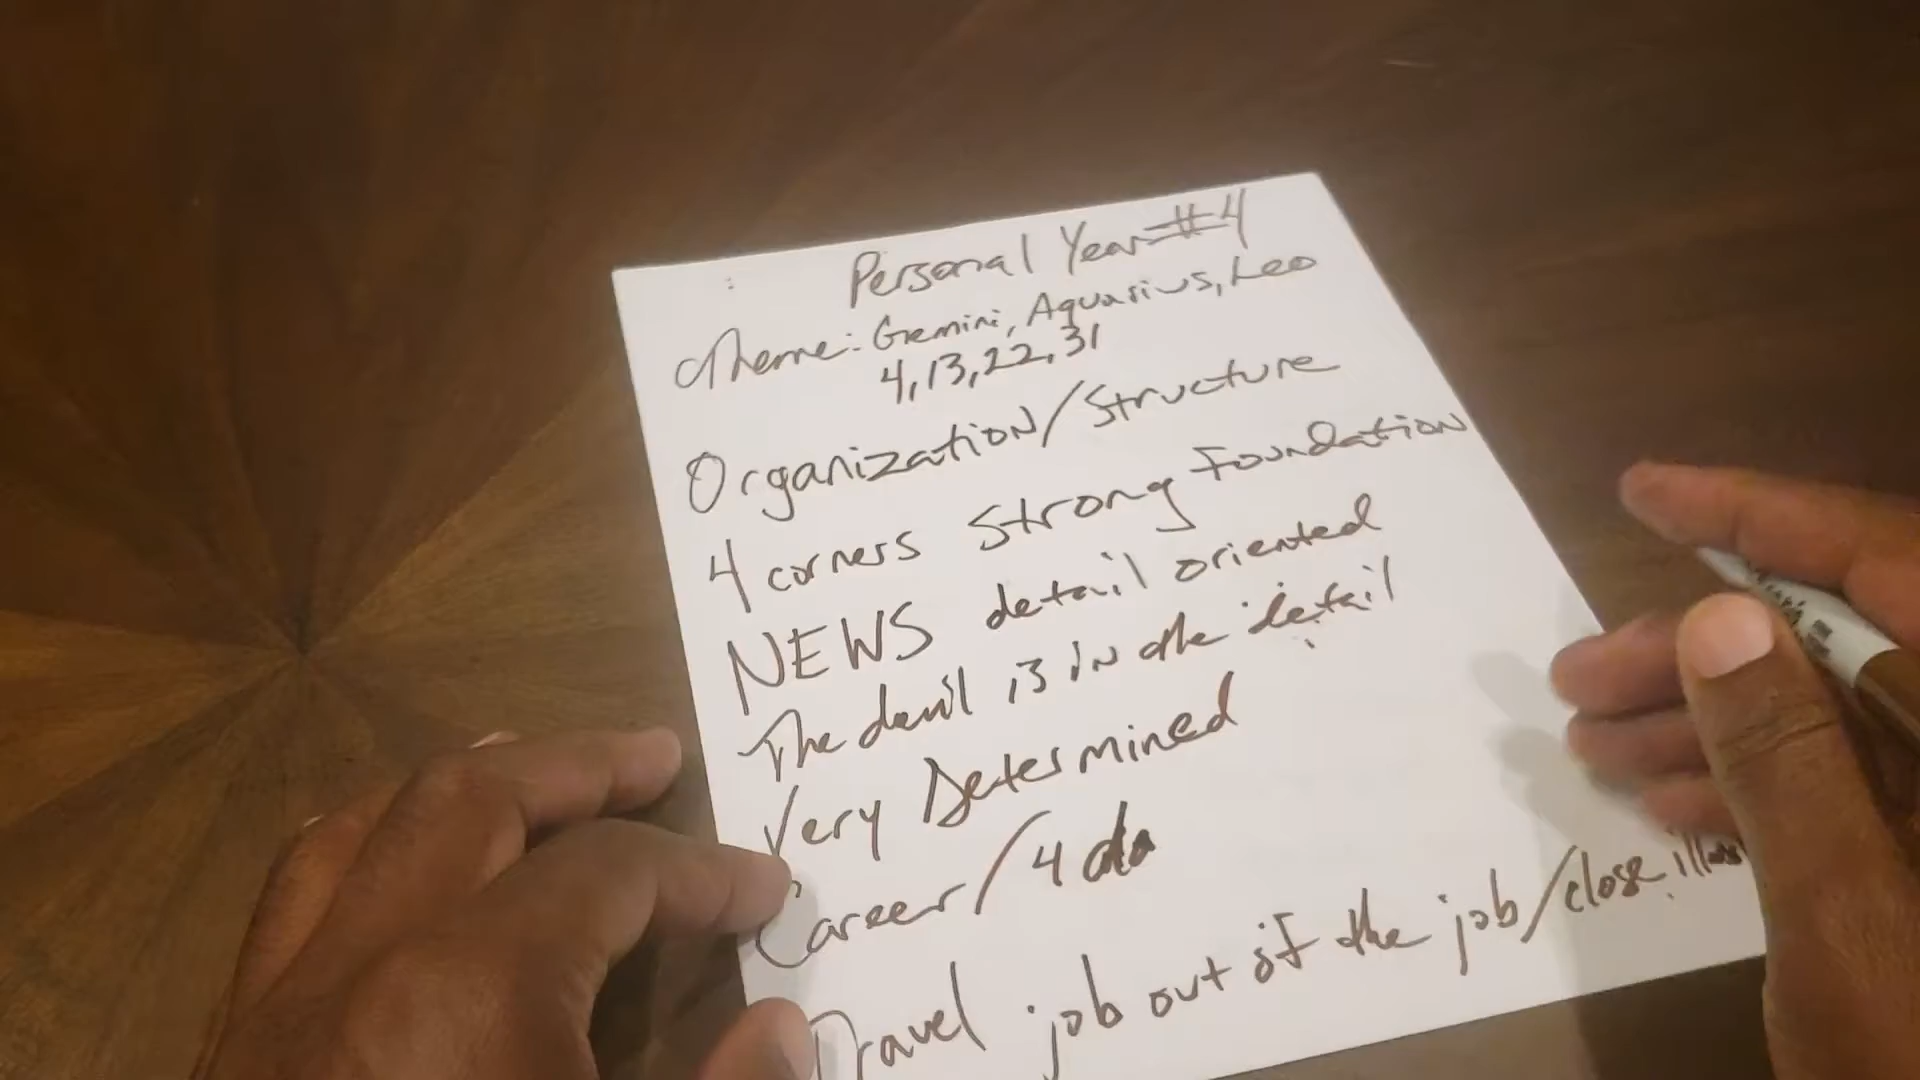 Personal Year #4
Theme: Gemini, Aquarius, Leo
4, 13, 22, 31
Organization/Structure
4 corners Strong Foundation
NEWS detail oriented
The devil is in the detail
Very Determined
Career/4 do
Travel job out of the job/close